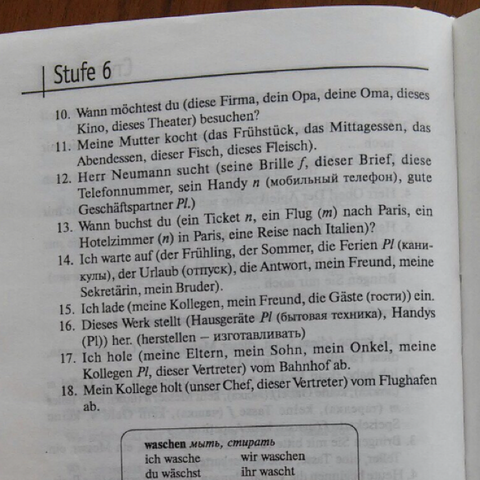 Stufe 6
10. Wann möchtest du (diese Firma, dein Opa, deine Oma, dieses
Kino, dieses Theater) besuchen?
11. Meine Mutter kocht (das Frühstück, das Mittagessen, das
Abendessen, dieser Fisch, dieses Fleisch).
12. Herr Neumann sucht (seine Brille f, dieser Brief, diese
Telefonnummer, sein Handy n (мобильный телефон), gute
Geschäftspartner Pl.)
13. Wann buchst du (ein Ticket n, ein Flug (m) nach Paris, ein
Hotelzimmer (n) in Paris, eine Reise nach Italien)?
14. Ich warte auf (der Frühling, der Sommer, die Ferien Pl (кани-
кулы), der Urlaub (отпуск), die Antwort, mein Freund, meine
Sekretärin, mein Bruder).
15. Ich lade (meine Kollegen, mein Freund, die Gäste (гости)) ein.
16. Dieses Werk stellt (Hausgeräte Pl (бытовая техника), Handys
(Pl)) her. (herstellen – изготавливать)
17. Ich hole (meine Eltern, mein Sohn, mein Onkel, meine
Kollegen Pl, dieser Vertreter) vom Bahnhof ab.
18. Mein Kollege holt (unser Chef, dieser Vertreter) vom Flughafen
ab.
waschen мыть, стирать
ich wasche wir waschen
du wäschst ihr wascht